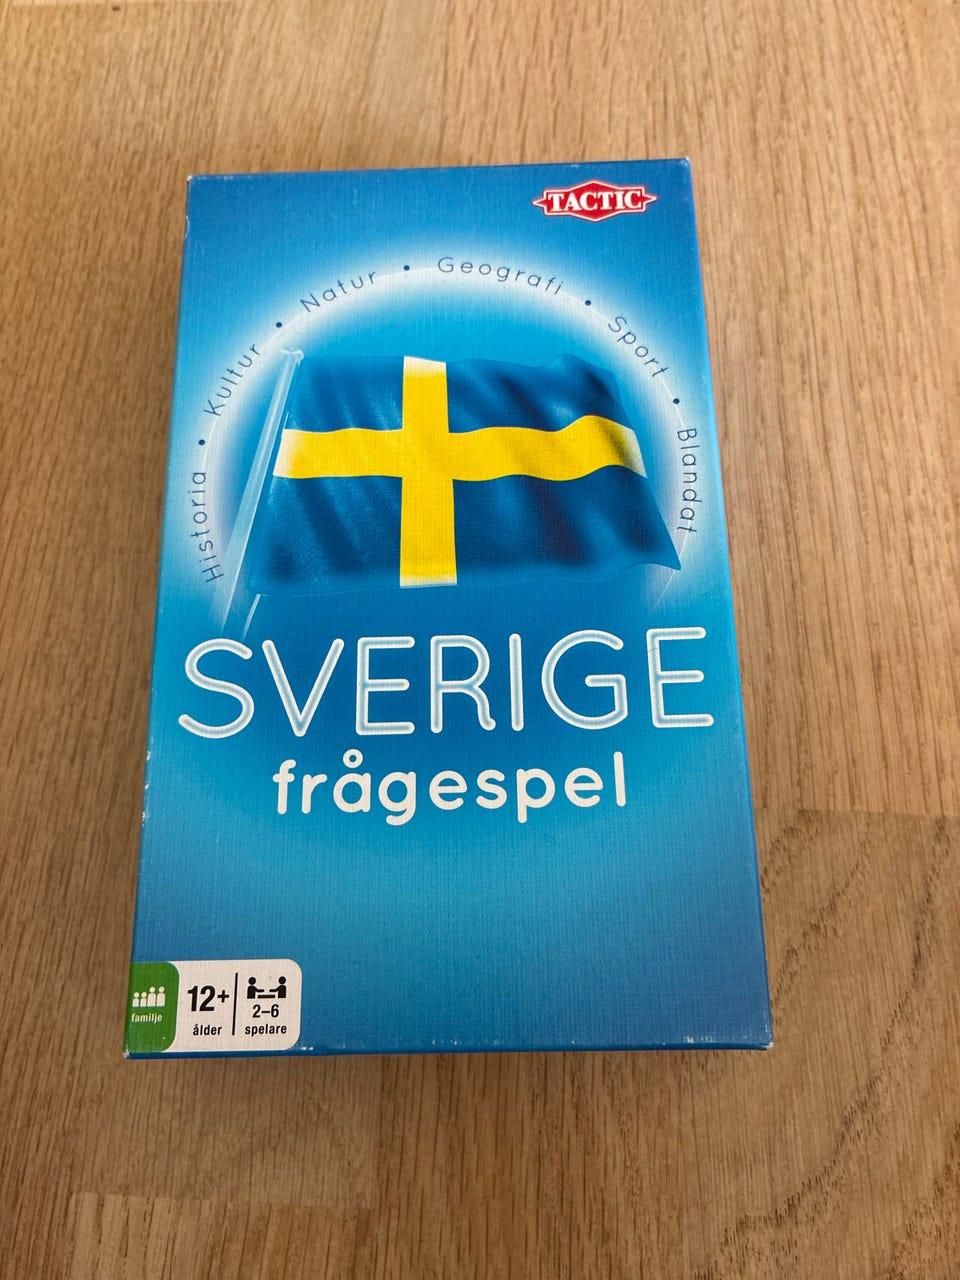 TACTIC
Historia • Kultur • Natur • Geografi • Sport • Blandat
SVERIGE
frågespel
familje
12+
ålder
2–6
spelare